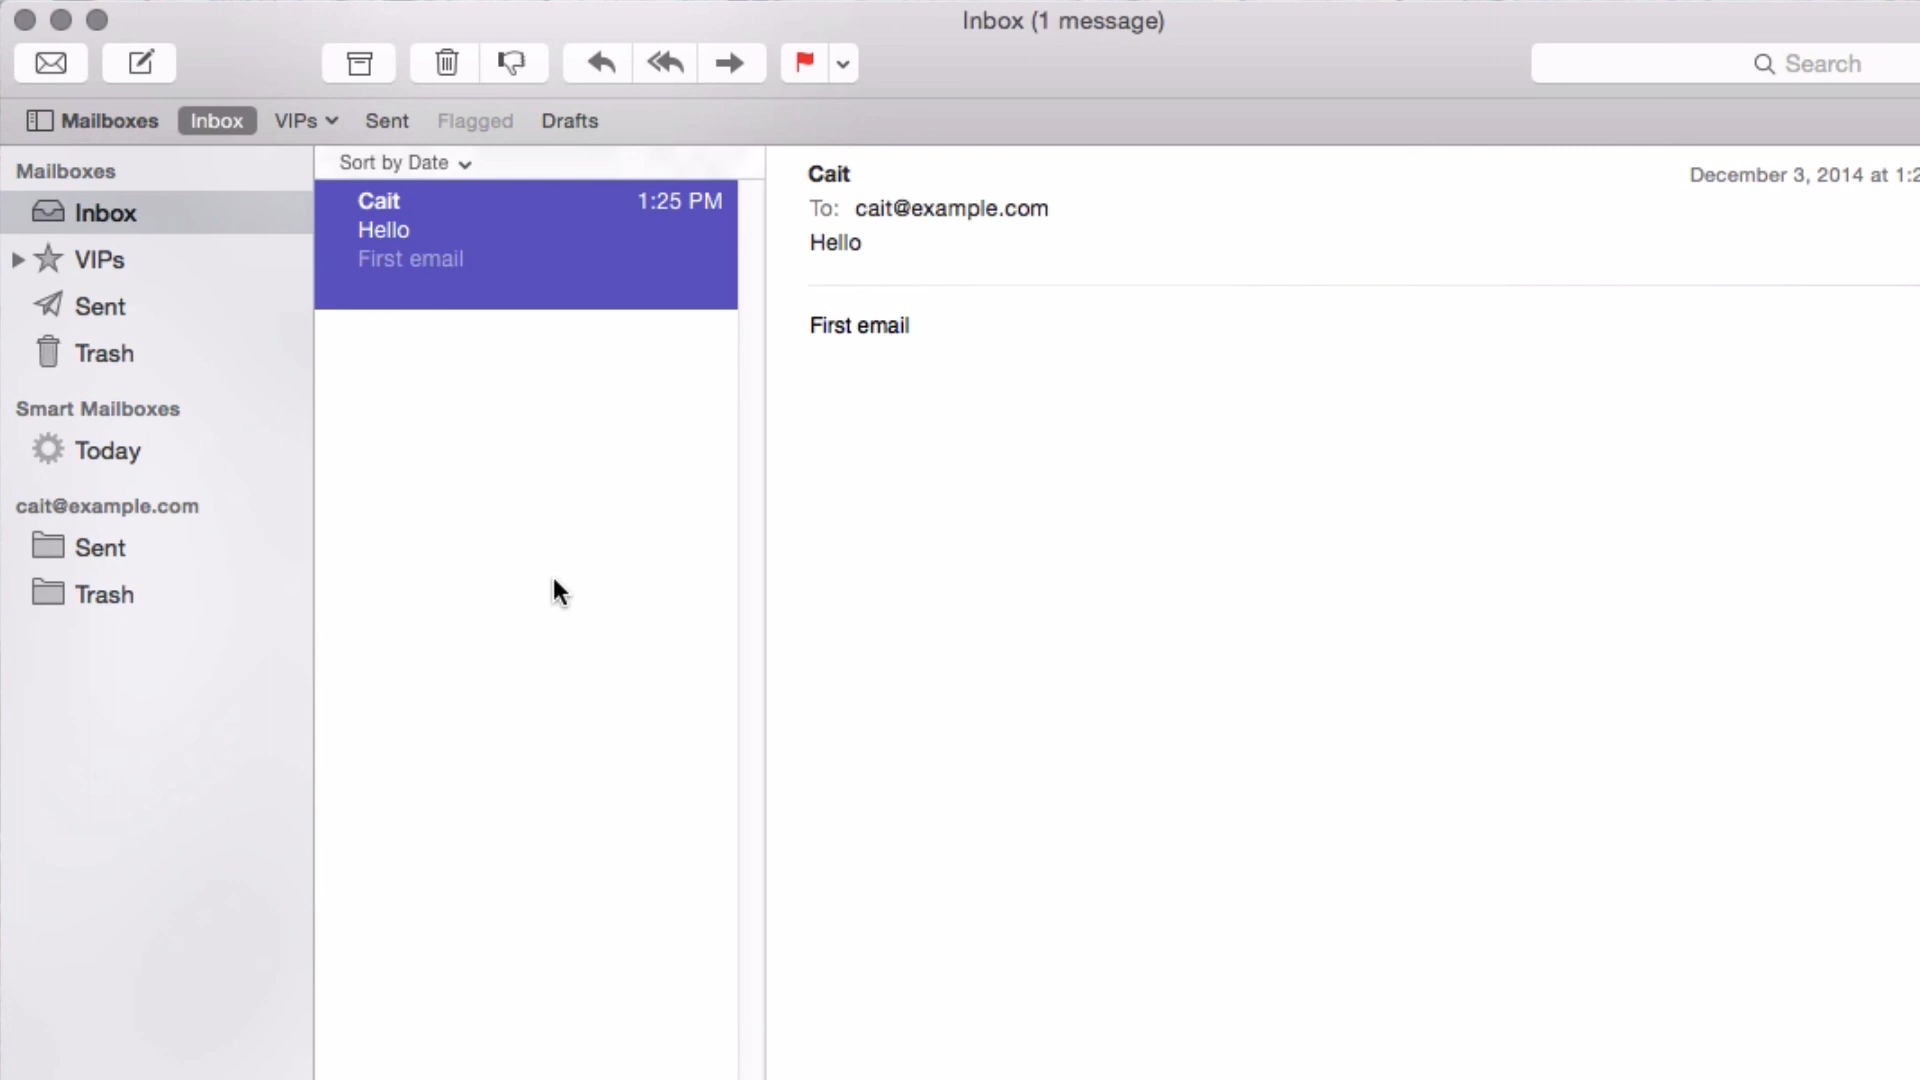 Inbox (1 message)
Search
Mailboxes Inbox VIPs Sent Flagged Drafts
Mailboxes
Inbox
VIPs
Sent
Trash
Smart Mailboxes
Today
cait@example.com
Sent
Trash
Sort by Date
Cait 1:25 PM
Hello
First email
Cait December 3, 2014 at 1:2
To: cait@example.com
Hello
First email